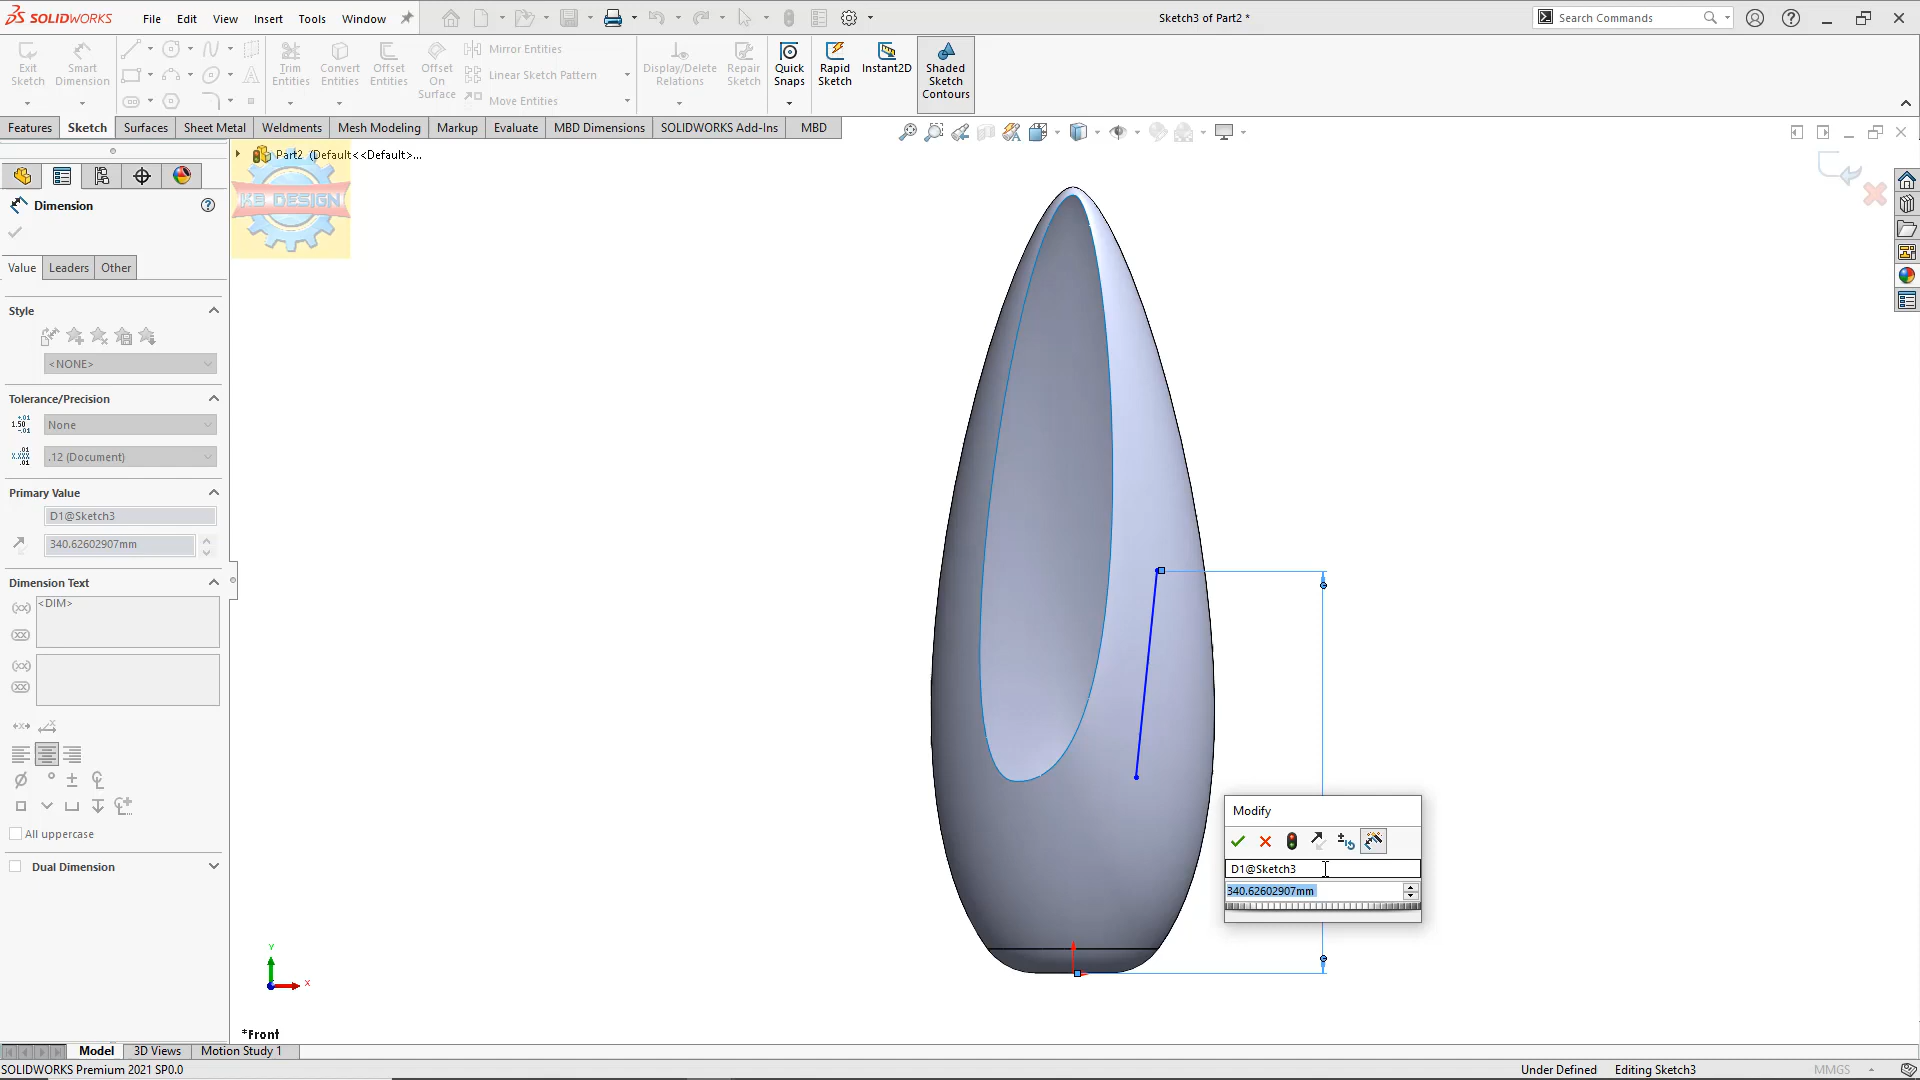 SOLIDWORKS File Edit View Insert Tools Window Sketch3 of Part2 * Search Commands
Exit Sketch
Smart Dimension
Trim Entities
Convert Entities
Offset Entities
Offset On Surface
Mirror Entities
Linear Sketch Pattern
Move Entities
Display/Delete Relations
Repair Sketch
Quick Snaps
Rapid Sketch
Instant2D
Shaded Sketch Contours
Features Sketch Surfaces Sheet Metal Weldments Mesh Modeling Markup Evaluate MBD Dimensions SOLIDWORKS Add-Ins MBD
Part2 (Default<<Default>...
KB DESIGN
Dimension
Value Leaders Other
Style
<NONE>
Tolerance/Precision
None
.12 (Document)
Primary Value
D1@Sketch3
340.62602907mm
Dimension Text
<DIM>
All uppercase
Dual Dimension
Modify
D1@Sketch3
340.62602907mm
Y
X
*Front
Model 3D Views Motion Study 1
SOLIDWORKS Premium 2021 SP0.0 Under Defined Editing Sketch3 MMGS